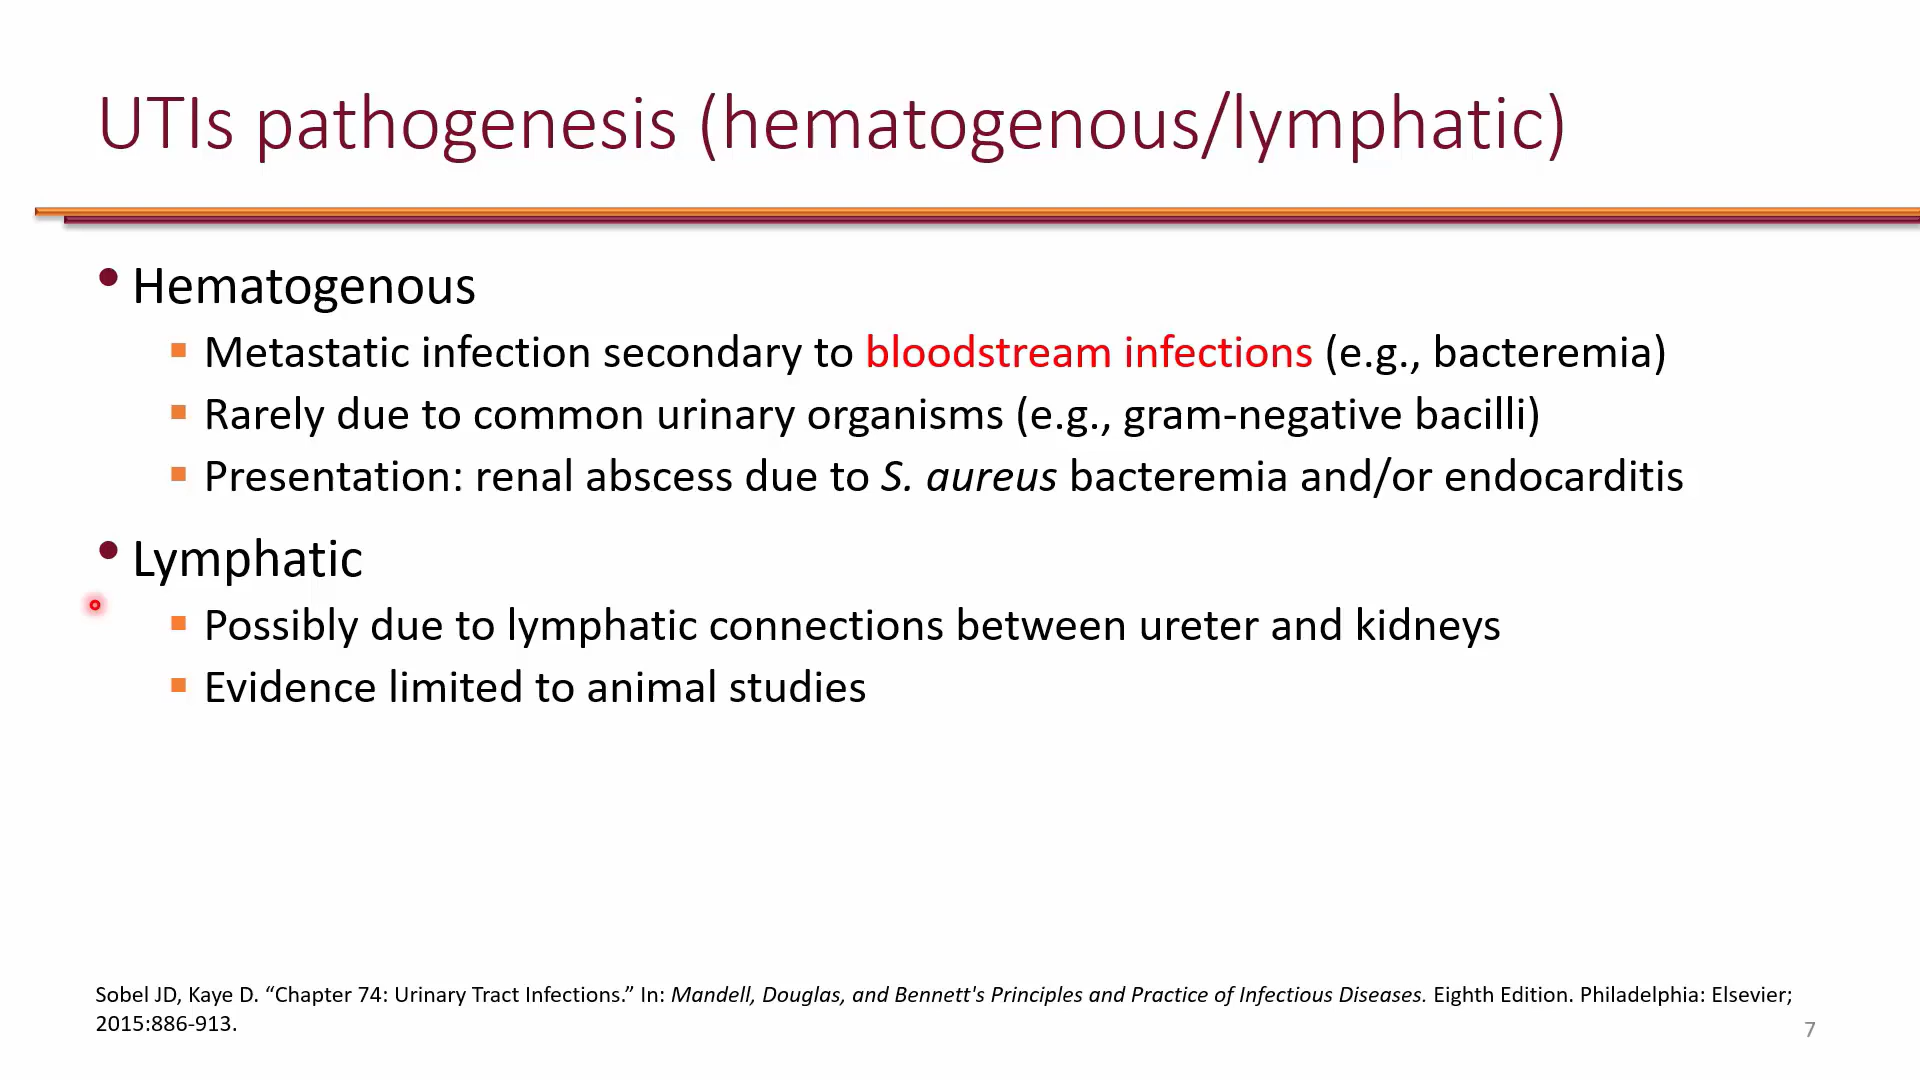 UTIs pathogenesis (hematogenous/lymphatic)
• Hematogenous
▪ Metastatic infection secondary to bloodstream infections (e.g., bacteremia)
▪ Rarely due to common urinary organisms (e.g., gram-negative bacilli)
▪ Presentation: renal abscess due to S. aureus bacteremia and/or endocarditis
• Lymphatic
▪ Possibly due to lymphatic connections between ureter and kidneys
▪ Evidence limited to animal studies
Sobel JD, Kaye D. “Chapter 74: Urinary Tract Infections.” In: Mandell, Douglas, and Bennett's Principles and Practice of Infectious Diseases. Eighth Edition. Philadelphia: Elsevier;
2015:886-913.
7